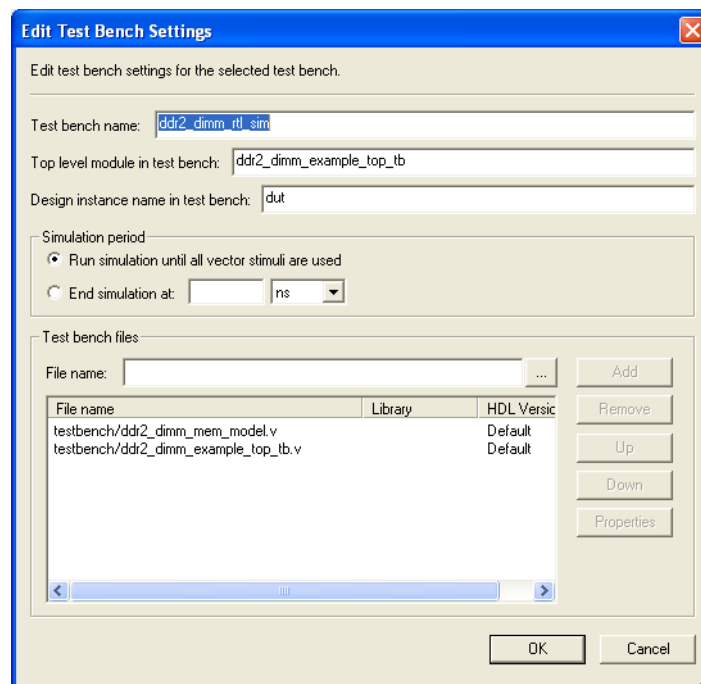 Edit Test Bench Settings
Edit test bench settings for the selected test bench.
Test bench name: ddr2_dimm_rtl_sim
Top level module in test bench: ddr2_dimm_example_top_tb
Design instance name in test bench: dut
Simulation period
Run simulation until all vector stimuli are used
End simulation at: ns
Test bench files
File name: ... Add
File name Library HDL Versic Remove
testbench/ddr2_dimm_mem_model.v Default
testbench/ddr2_dimm_example_top_tb.v Default
Up
Down
Properties
OK Cancel